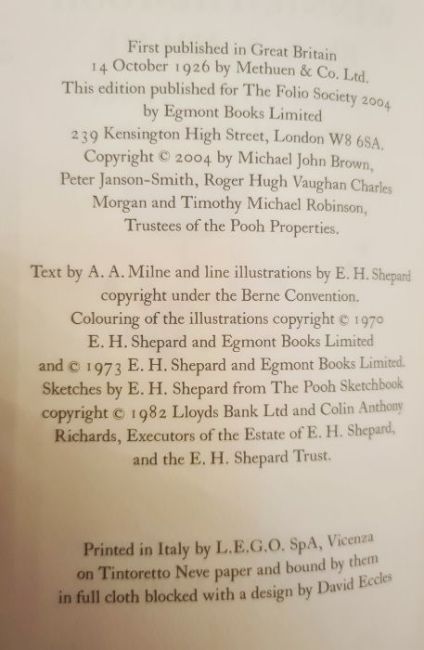 First published in Great Britain
14 October 1926 by Methuen & Co. Ltd.
This edition published for The Folio Society 2004
by Egmont Books Limited
239 Kensington High Street, London W8 6SA.
Copyright © 2004 by Michael John Brown,
Peter Janson-Smith, Roger Hugh Vaughan Charles
Morgan and Timothy Michael Robinson,
Trustees of the Pooh Properties.
Text by A. A. Milne and line illustrations by E. H. Shepard
copyright under the Berne Convention.
Colouring of the illustrations copyright © 1970
E. H. Shepard and Egmont Books Limited
and © 1973 E. H. Shepard and Egmont Books Limited.
Sketches by E. H. Shepard from The Pooh Sketchbook
copyright © 1982 Lloyds Bank Ltd and Colin Anthony
Richards, Executors of the Estate of E. H. Shepard,
and the E. H. Shepard Trust.
Printed in Italy by L.E.G.O. SpA, Vicenza
on Tintoretto Neve paper and bound by them
in full cloth blocked with a design by David Eccles